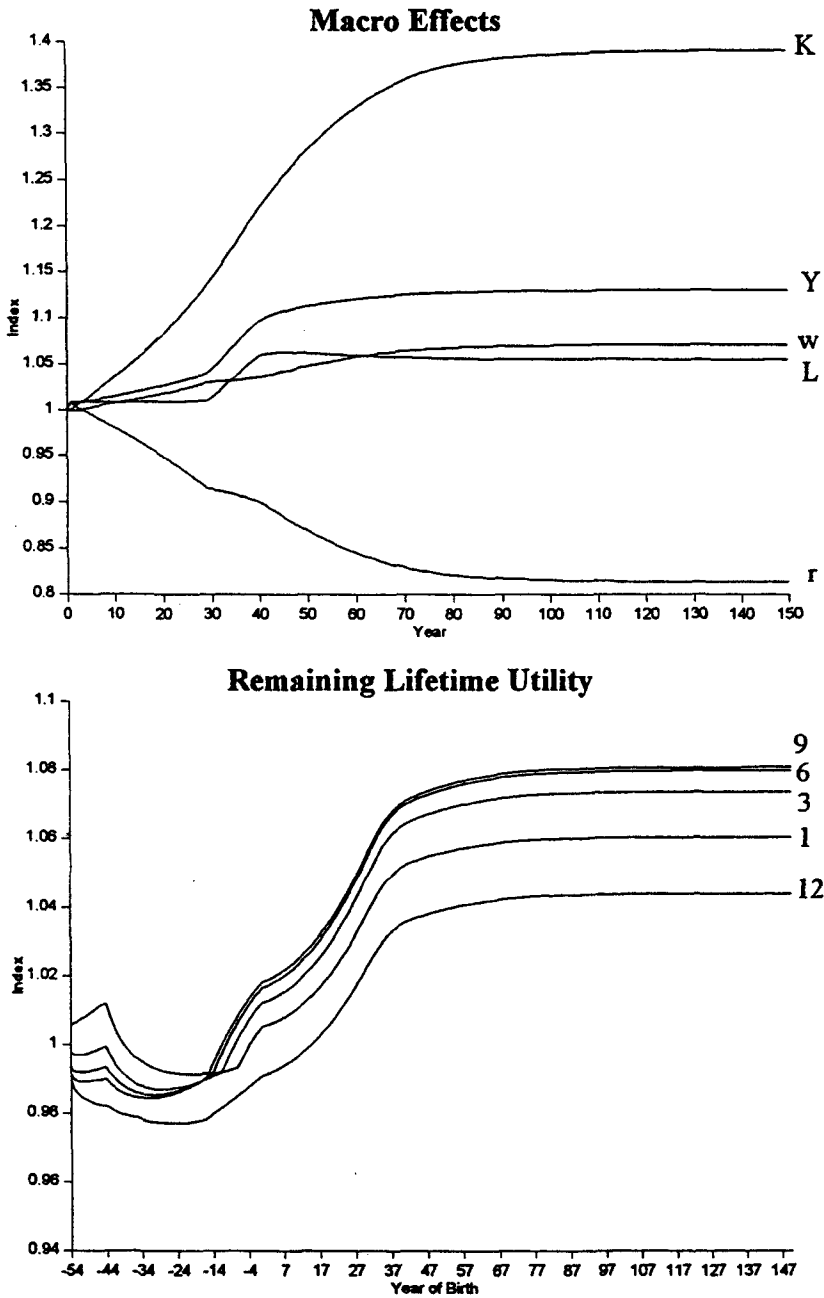 Macro Effects
1.4
1.35
1.3
1.25
1.2
1.15
1.1
1.05
1
0.95
0.9
0.85
0.8
Index
K
Y
w
L
r
0 10 20 30 40 50 60 70 80 90 100 110 120 130 140 150
Year
Remaining Lifetime Utility
1.1
1.08
1.06
1.04
1.02
1
0.98
0.96
0.94
Index
9
6
3
1
12
-54 -44 -34 -24 -14 -4 7 17 27 37 47 57 67 77 87 97 107 117 127 137 147
Year of Birth